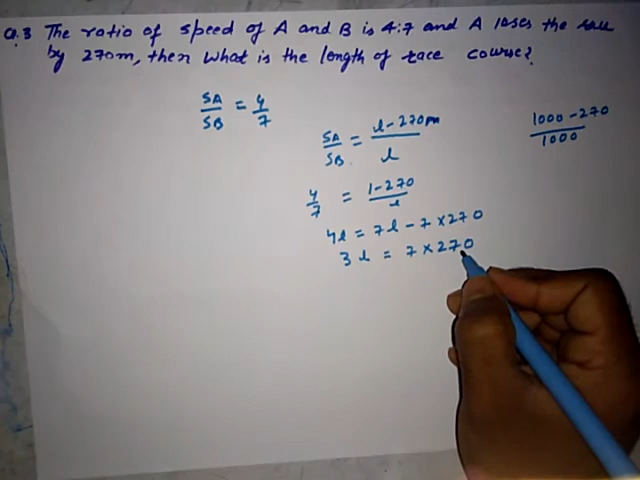 Q.3 The ratio of speed of A and B is 4:7 and A loses the race
by 270m, then what is the length of race course?
SA/SB = 4/7
SA/SB = l-270m/l
1000-270/1000
4/7 = l-270/l
4l = 7l - 7×270
3l = 7×270